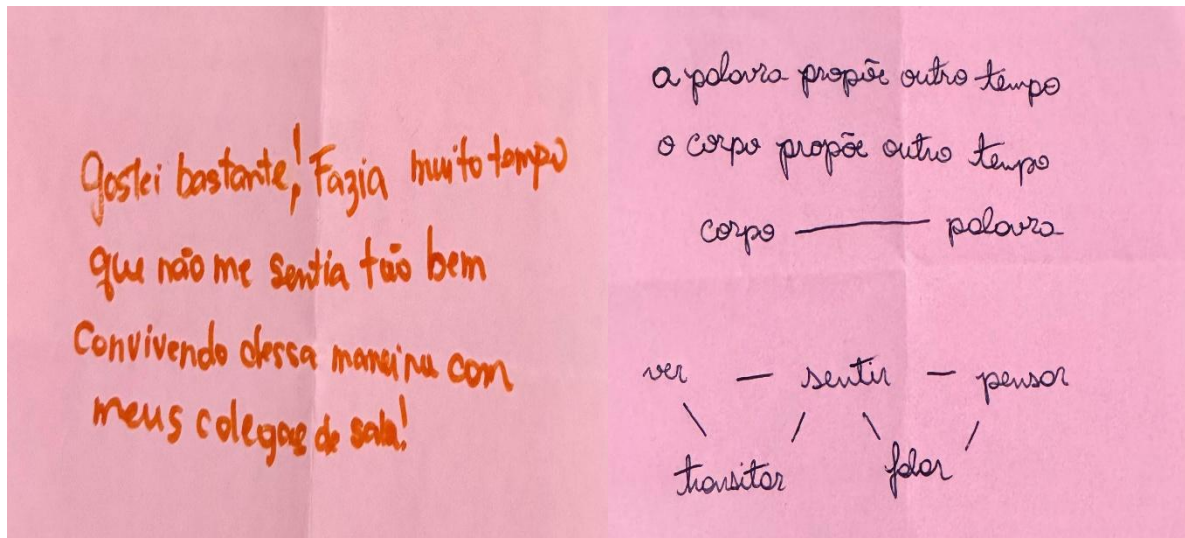 Gostei bastante! Fazia muito tempo
que não me sentia tão bem
Convivendo dessa maneira com
meus colegas de sala!
a palavra propõe outro tempo
o corpo propõe outro tempo
corpo — palavra
ver — sentir — pensar
transitar falar